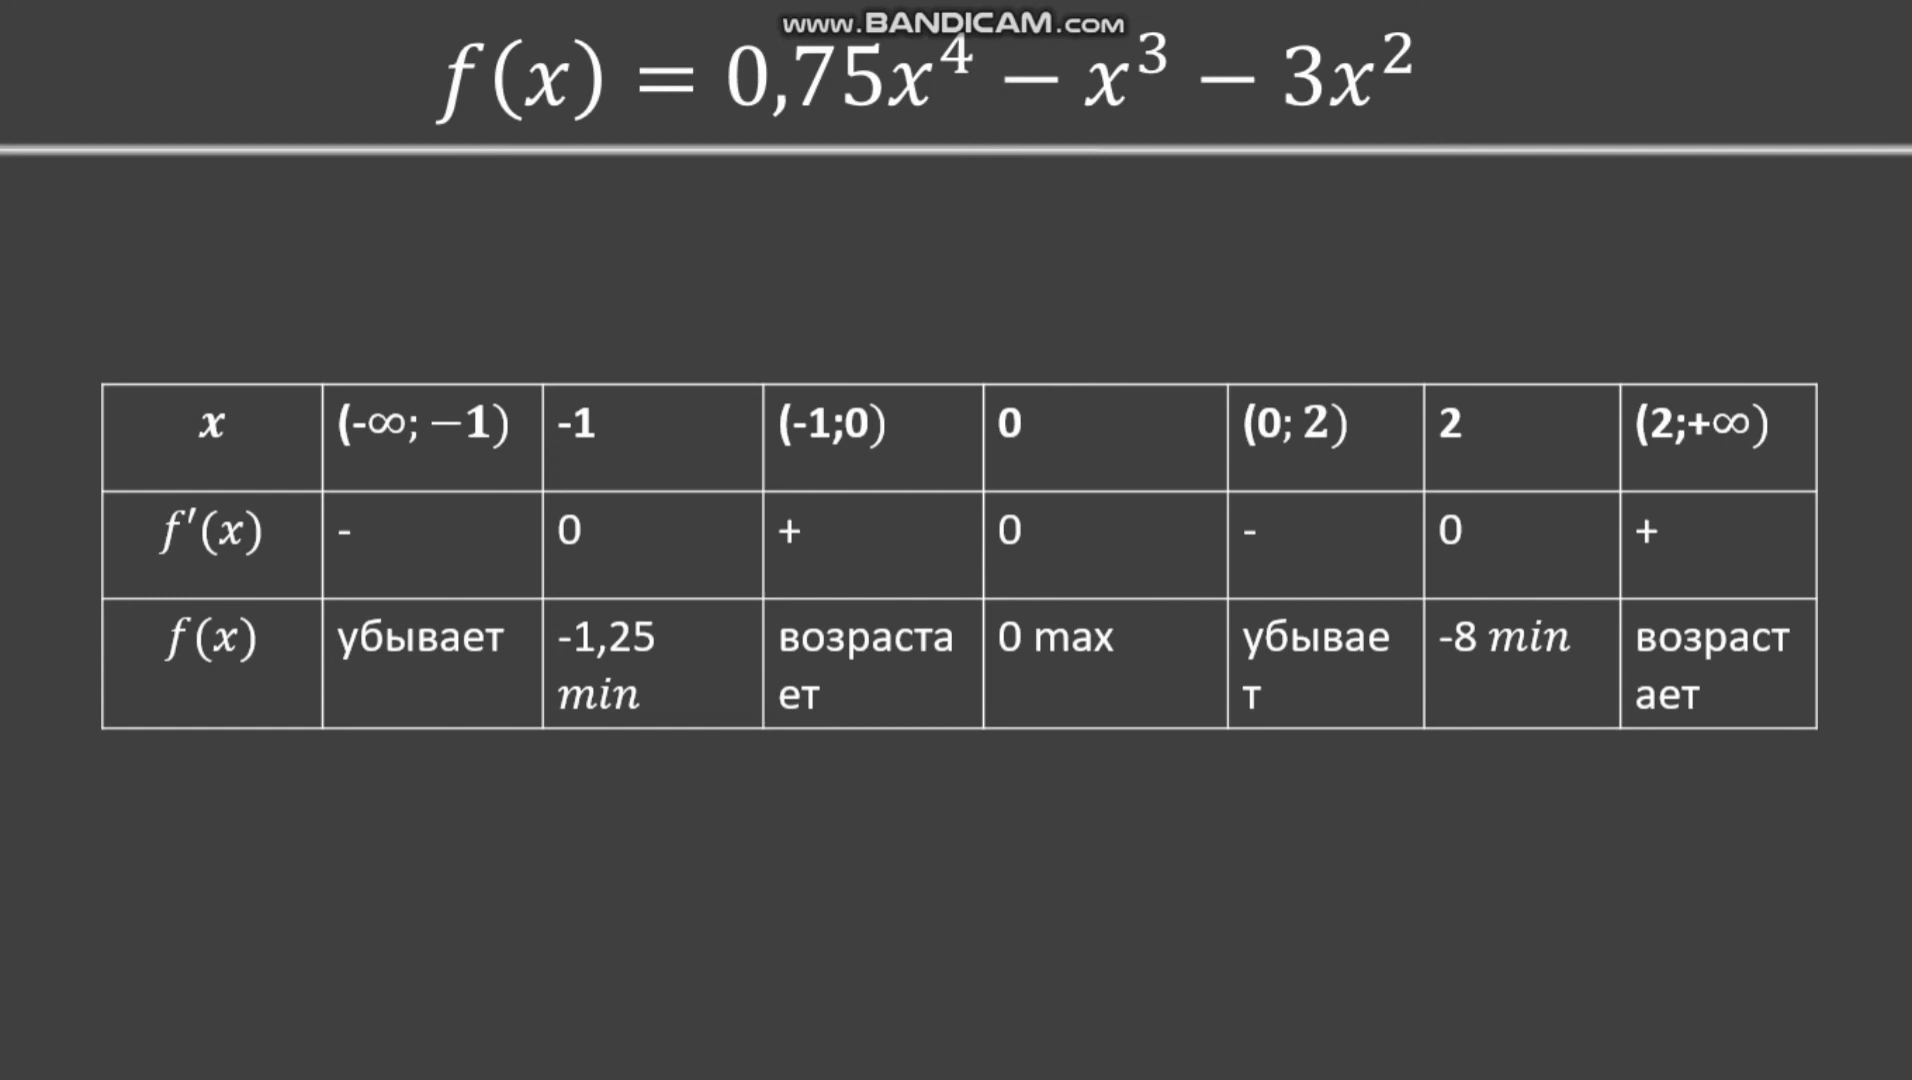 www.BANDICAM.com
f(x) = 0,75x⁴ − x³ − 3x²
x (-∞; −1) -1 (-1;0) 0 (0; 2) 2 (2;+∞)
f′(x) - 0 + 0 - 0 +
f(x) убывает -1,25 возраста 0 max убывае -8 min возраст
min ет т ает